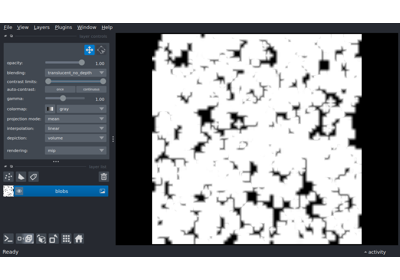 File View Layers Plugins Window Help
opacity: 1.00
blending: translucent_no_depth
contrast limits:
auto-contrast: once continuous
gamma: 1.00
colormap: gray
projection mode: mean
interpolation: linear
depiction: volume
rendering: mip
blobs
Ready
activity